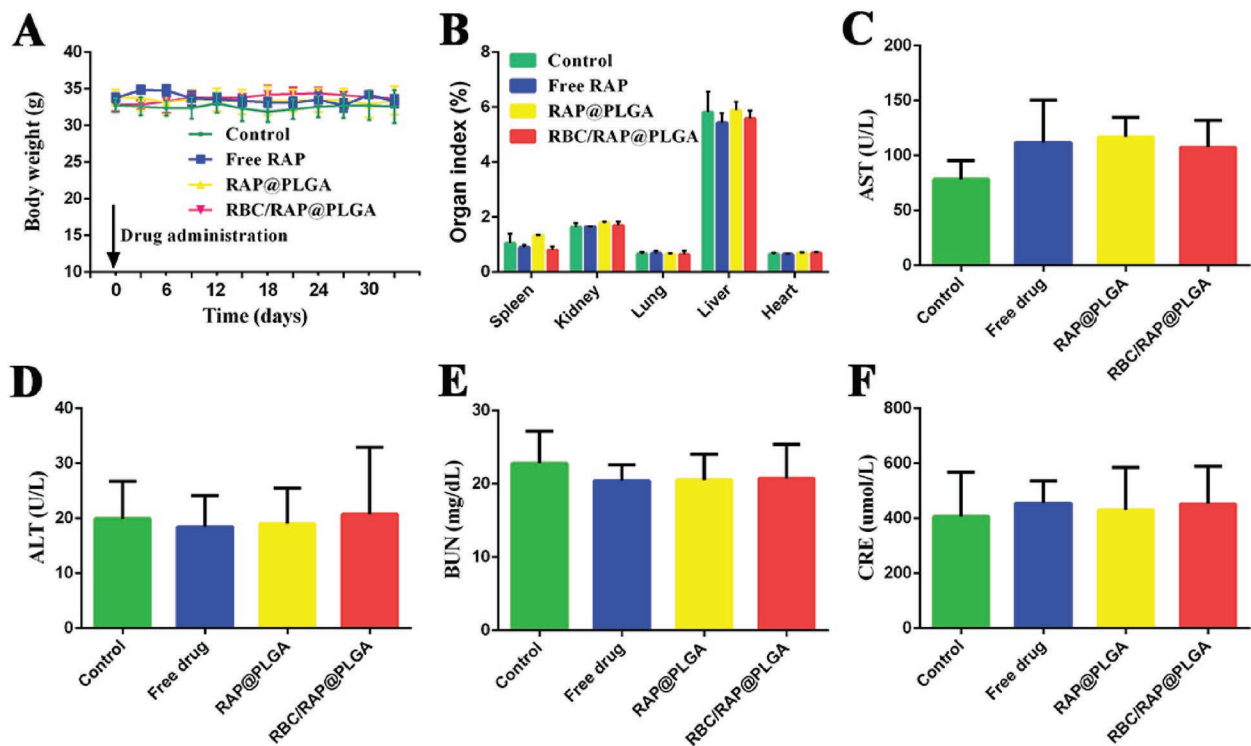 A
Body weight (g)
40
35
30
25
20
15
10
Control
Free RAP
RAP@PLGA
RBC/RAP@PLGA
Drug administration
0 6 12 18 24 30
Time (days)
B
Organ index (%)
8
6
4
2
0
Control
Free RAP
RAP@PLGA
RBC/RAP@PLGA
Spleen
Kidney
Lung
Liver
Heart
C
AST (U/L)
200
150
100
50
0
Control
Free drug
RAP@PLGA
RBC/RAP@PLGA
D
ALT (U/L)
40
30
20
10
0
Control
Free drug
RAP@PLGA
RBC/RAP@PLGA
E
BUN (mg/dL)
30
20
10
0
Control
Free drug
RAP@PLGA
RBC/RAP@PLGA
F
CRE (umol/L)
800
600
400
200
0
Control
Free drug
RAP@PLGA
RBC/RAP@PLGA